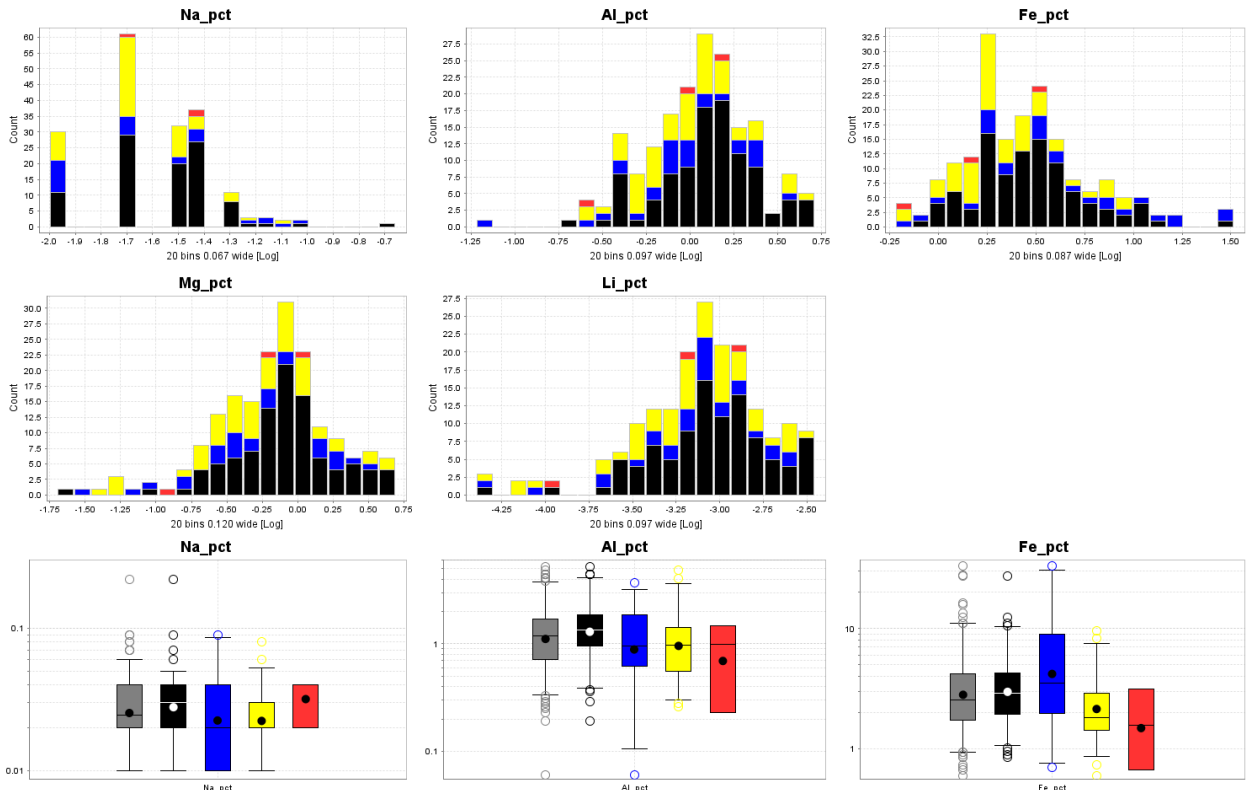 Na_pct Al_pct Fe_pct
Count 60 55 50 45 40 35 30 25 20 15 10 5 0
-2.0 -1.9 -1.8 -1.7 -1.6 -1.5 -1.4 -1.3 -1.2 -1.1 -1.0 -0.9 -0.8 -0.7
20 bins 0.067 wide [Log]
Count 27.5 25.0 22.5 20.0 17.5 15.0 12.5 10.0 7.5 5.0 2.5 0.0
-1.25 -1.00 -0.75 -0.50 -0.25 0.00 0.25 0.50 0.75
20 bins 0.097 wide [Log]
Count 32.5 30.0 27.5 25.0 22.5 20.0 17.5 15.0 12.5 10.0 7.5 5.0 2.5 0.0
-0.25 0.00 0.25 0.50 0.75 1.00 1.25 1.50
20 bins 0.087 wide [Log]
Mg_pct Li_pct
Count 30.0 27.5 25.0 22.5 20.0 17.5 15.0 12.5 10.0 7.5 5.0 2.5 0.0
-1.75 -1.50 -1.25 -1.00 -0.75 -0.50 -0.25 0.00 0.25 0.50 0.75
20 bins 0.120 wide [Log]
Count 27.5 25.0 22.5 20.0 17.5 15.0 12.5 10.0 7.5 5.0 2.5 0.0
-4.25 -4.00 -3.75 -3.50 -3.25 -3.00 -2.75 -2.50
20 bins 0.097 wide [Log]
Na_pct Al_pct Fe_pct
0.1 0.01
Na_pct
1 0.1
Al_pct
10 1
Fe_pct